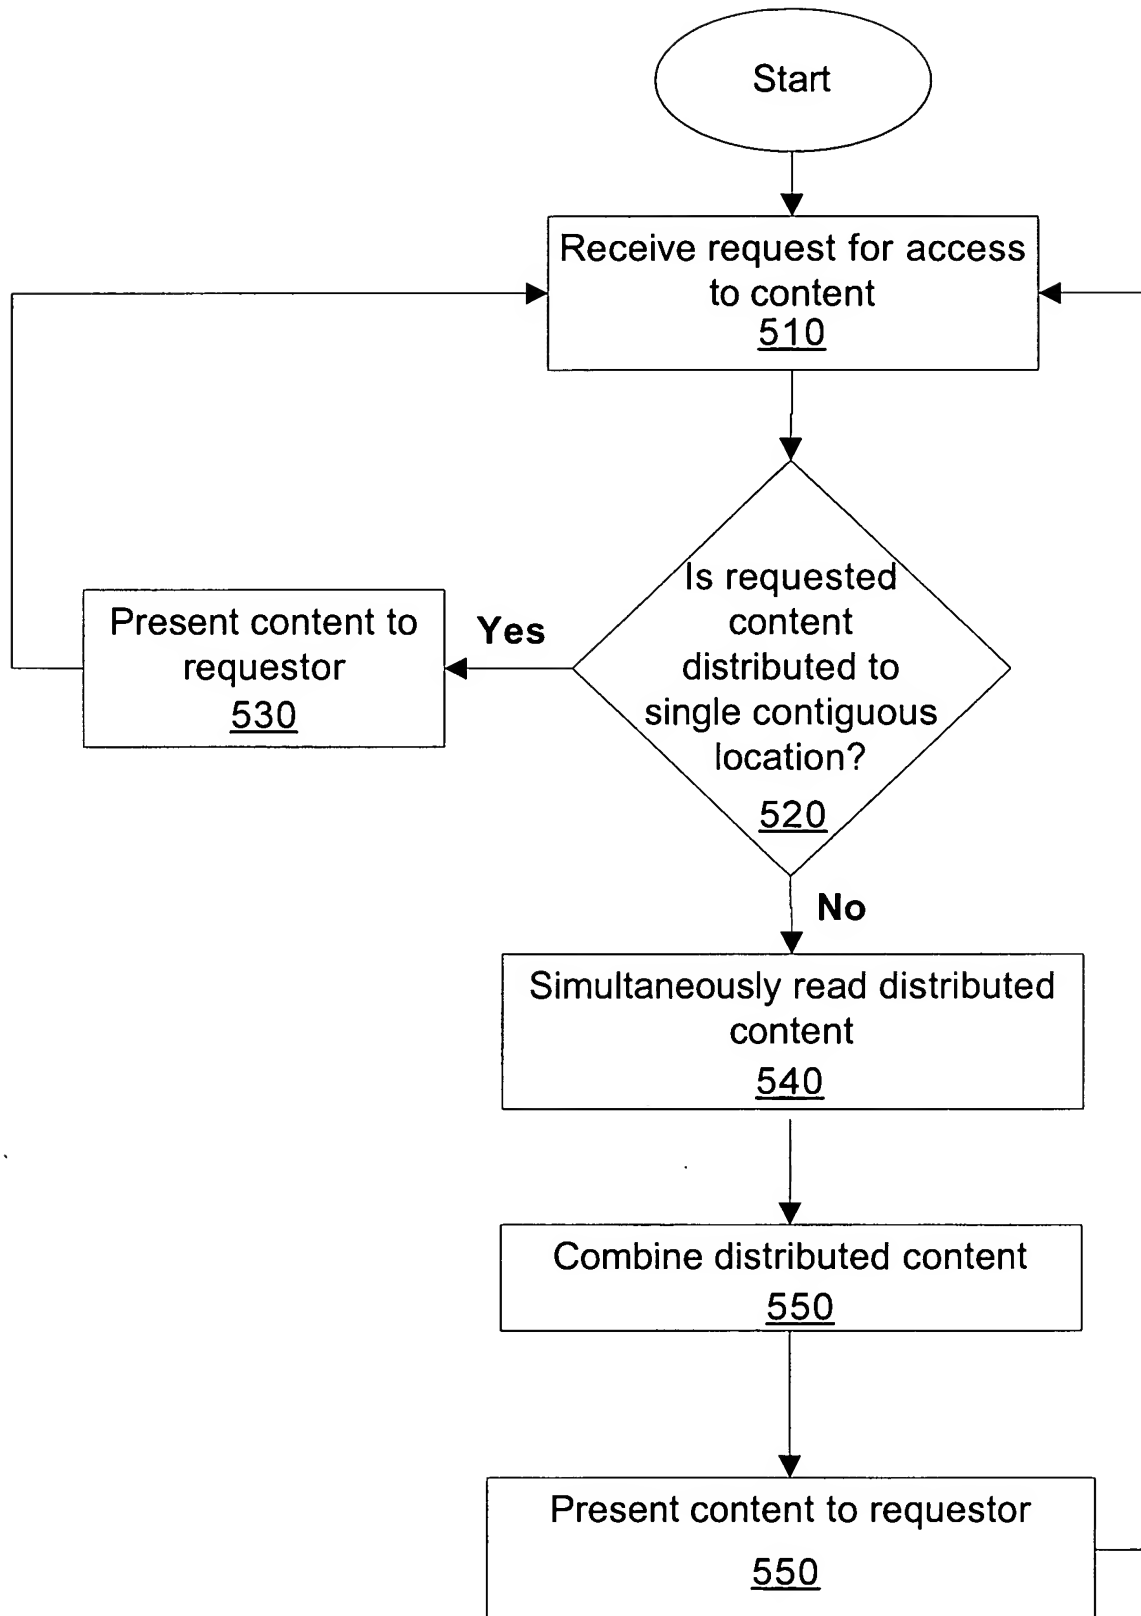 Start
Receive request for access
to content
510
Is requested
content
distributed to
single contiguous
location?
520
Yes
Present content to
requestor
530
No
Simultaneously read distributed
content
540
Combine distributed content
550
Present content to requestor
550